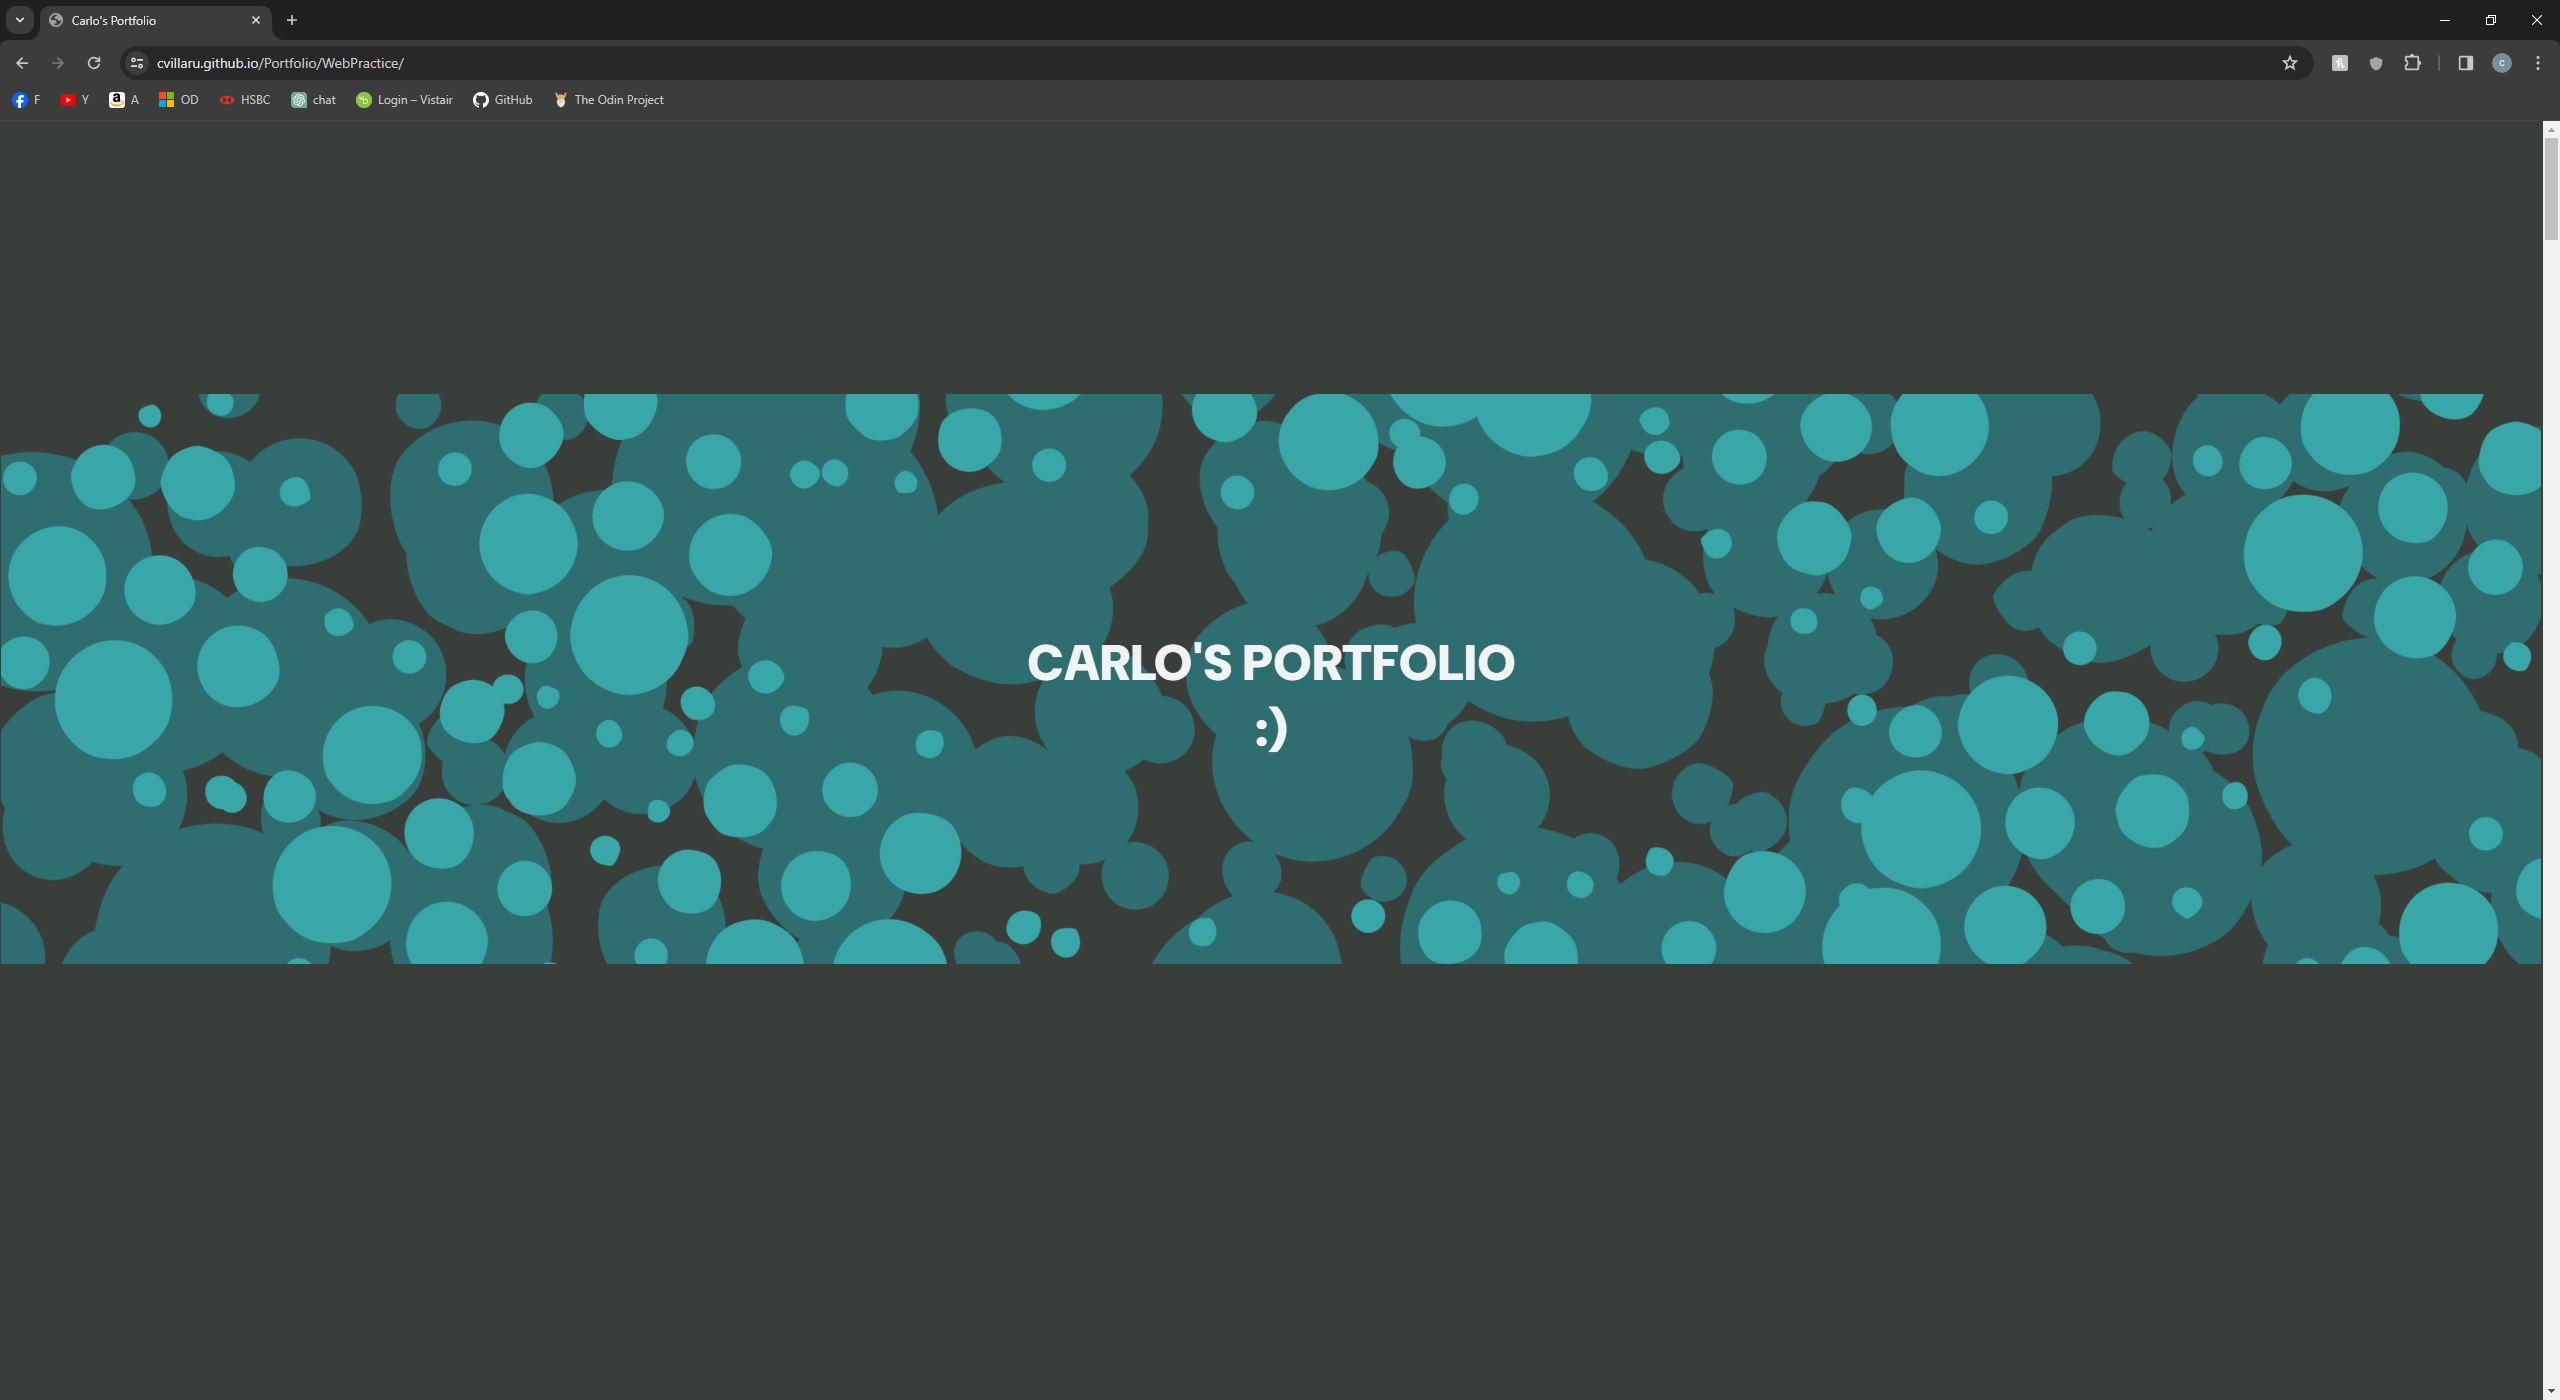 Carlo's Portfolio
cvillaru.github.io/Portfolio/WebPractice/
F Y A OD HSBC chat Login – Vistair GitHub The Odin Project
CARLO'S PORTFOLIO
:)